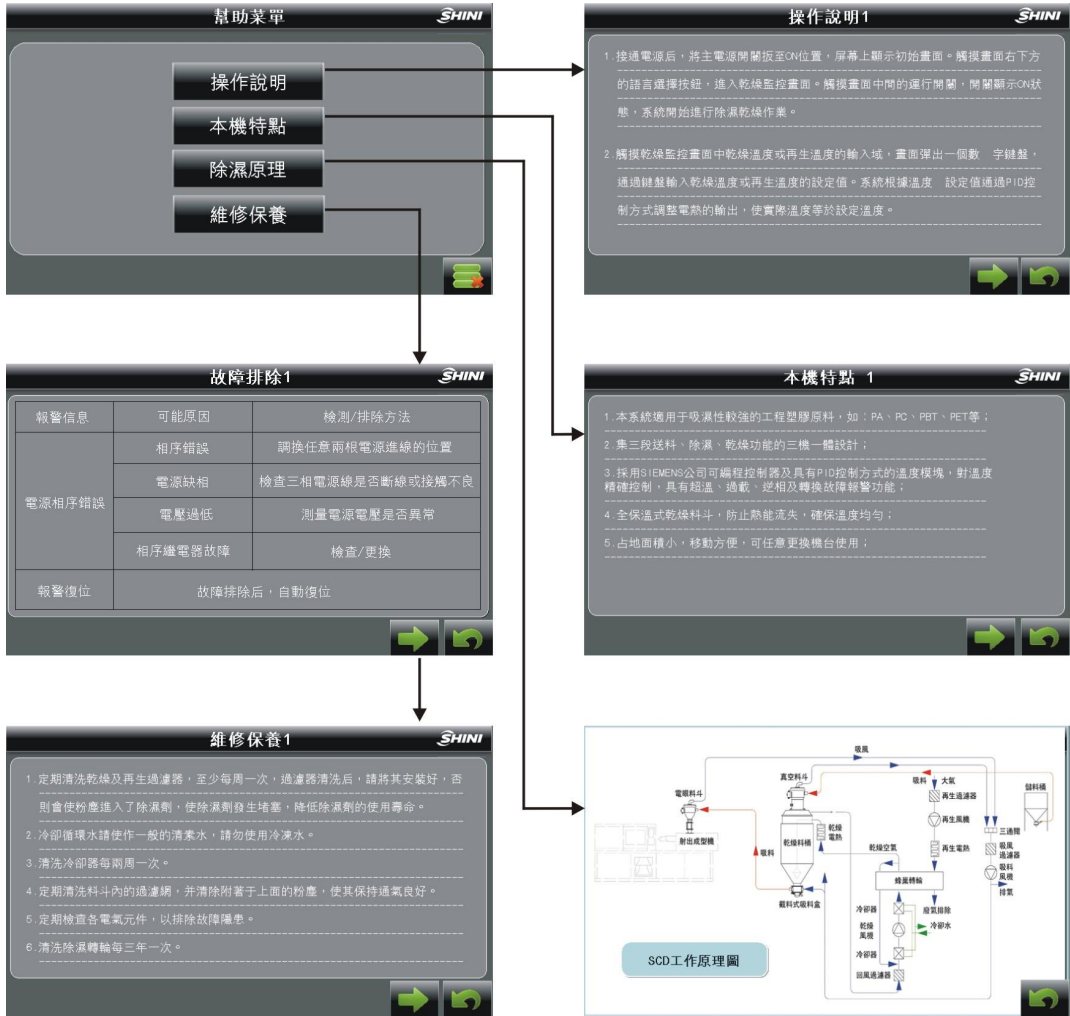 幫助菜單
SHINI
操作說明
本機特點
除濕原理
維修保養
操作說明1
SHINI
1.接通電源后，將主電源開關扳至ON位置，屏幕上顯示初始畫面。觸摸畫面右下方
的語言選擇按鈕，進入乾燥監控畫面。觸摸畫面中間的運行開關，開關顯示ON狀
態，系統開始進行除濕乾燥作業。
2.觸摸乾燥監控畫面中乾燥溫度或再生溫度的輸入域，畫面彈出一個數 字鍵盤，
通過鍵盤輸入乾燥溫度或再生溫度的設定值。系統根據溫度 設定值通過PID控
制方式調整電熱的輸出，使實際溫度等於設定溫度。
故障排除1
SHINI
報警信息 可能原因 檢測/排除方法
電源相序錯誤
相序錯誤 調換任意兩根電源進線的位置
電源缺相 檢查三相電源線是否斷線或接觸不良
電壓過低 測量電源電壓是否異常
相序繼電器故障 檢查/更換
報警復位 故障排除后，自動復位
本機特點 1
SHINI
1.本系統適用于吸濕性較強的工程塑膠原料，如：PA、PC、PBT、PET等；
2.集三段送料、除濕、乾燥功能的三機一體設計；
3.採用SIEMENS公司可編程控制器及具有PID控制方式的溫度模塊，對溫度
精確控制，具有超溫、過載、逆相及轉換故障報警功能；
4.全保溫式乾燥料斗，防止熱能流失，確保溫度均勻；
5.占地面積小，移動方便，可任意更換機台使用；
維修保養1
SHINI
1.定期清洗乾燥及再生過濾器，至少每周一次，過濾器清洗后，請將其安裝好，否
則會使粉塵進入了除濕劑，使除濕劑發生堵塞，降低除濕劑的使用壽命。
2.冷卻循環水請使作一般的清素水，請勿使用冷凍水。
3.清洗冷卻器每兩周一次。
4.定期清洗料斗內的過濾網，并清除附著于上面的粉塵，使其保持通氣良好。
5.定期檢查各電氣元件，以排除故障隱患。
6.清洗除濕轉輪每三年一次。
吸風
真空料斗
吸料
大氣
儲料桶
電眼料斗
再生過濾器
再生風機
三通閥
射出成型機
乾燥料桶
乾燥
電熱
吸料
乾燥空氣
再生電熱
吸風
過濾器
吸料
風機
蜂巢轉輪
排氣
截料式吸料盒
冷卻器
廢氣排除
乾燥
風機
冷卻水
冷卻器
回風過濾器
SCD工作原理圖